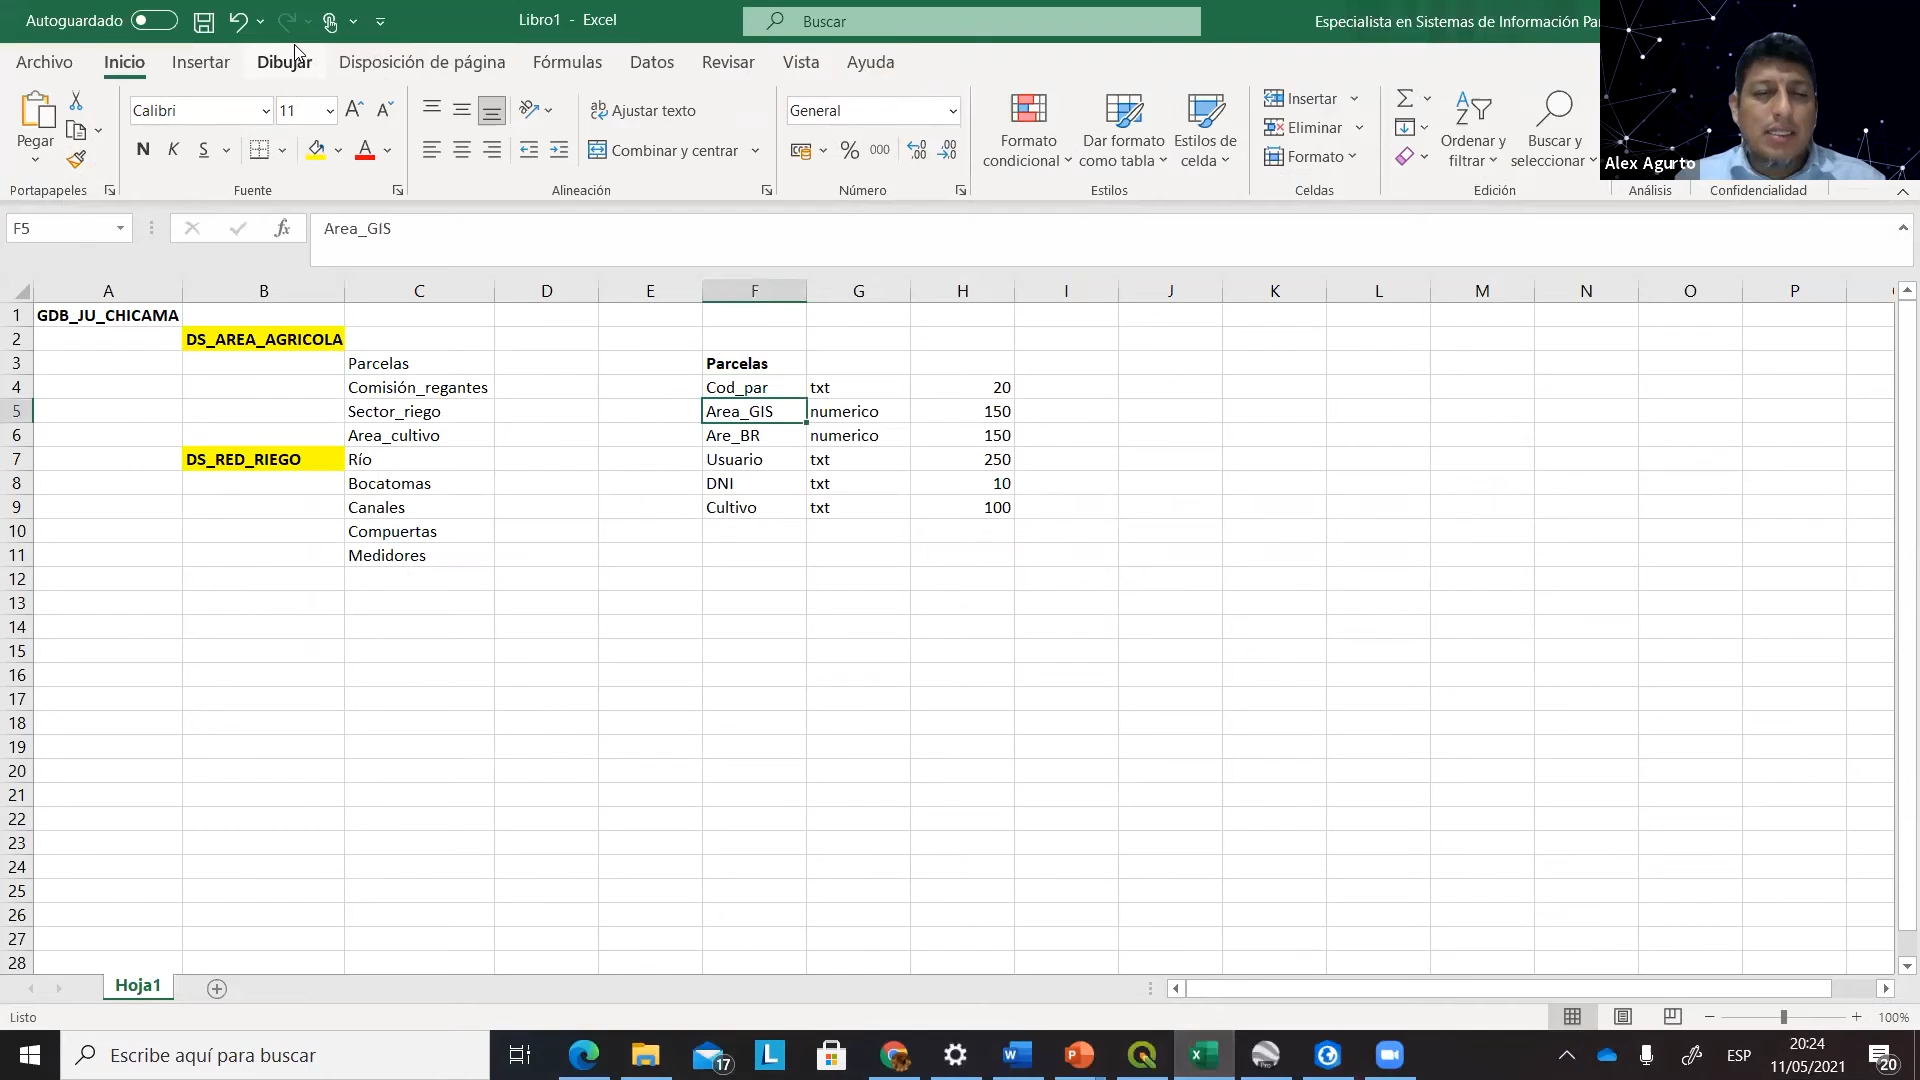 Autoguardado
Libro1 - Excel
Buscar
Especialista en Sistemas de Información Pa
Alex Agurto
Archivo Inicio Insertar Dibujar Disposición de página Fórmulas Datos Revisar Vista Ayuda
Pegar
Portapapeles
Calibri 11
N K S
Fuente
Ajustar texto
Combinar y centrar
Alineación
General
% 000
Número
Formato condicional
Dar formato como tabla
Estilos de celda
Estilos
Insertar
Eliminar
Formato
Celdas
Ordenar y filtrar
Buscar y seleccionar
Edición
Análisis
Confidencialidad
F5 fx Area_GIS
A B C D E F G H I J K L M N O P
1 GDB_JU_CHICAMA
2 DS_AREA_AGRICOLA
3 Parcelas Parcelas
4 Comisión_regantes Cod_par txt 20
5 Sector_riego Area_GIS numerico 150
6 Area_cultivo Are_BR numerico 150
7 DS_RED_RIEGO Río Usuario txt 250
8 Bocatomas DNI txt 10
9 Canales Cultivo txt 100
10 Compuertas
11 Medidores
12
13
14
15
16
17
18
19
20
21
22
23
24
25
26
27
28
Hoja1
Listo
100%
Escribe aquí para buscar
17
ESP
20:24
11/05/2021
20